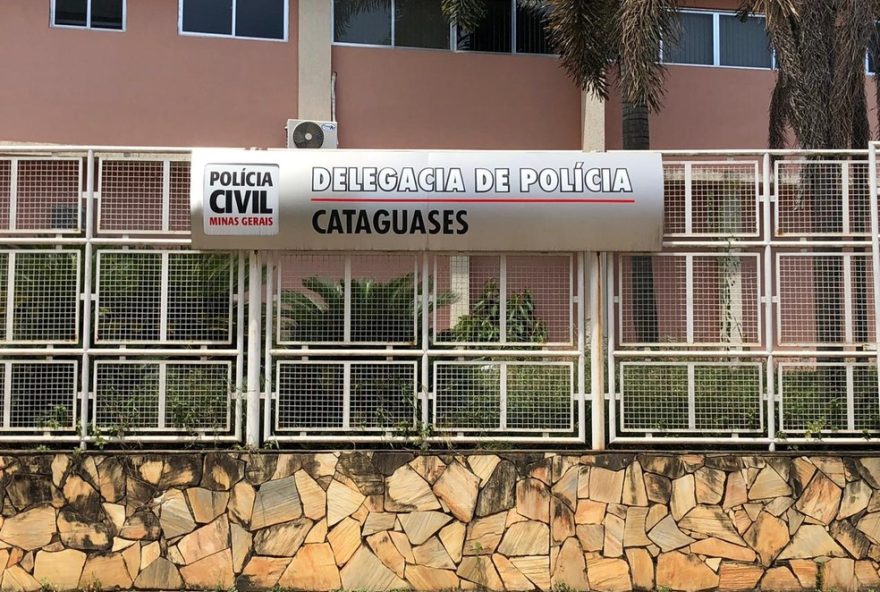 POLÍCIA
CIVIL
MINAS GERAIS
DELEGACIA DE POLÍCIA
CATAGUASES